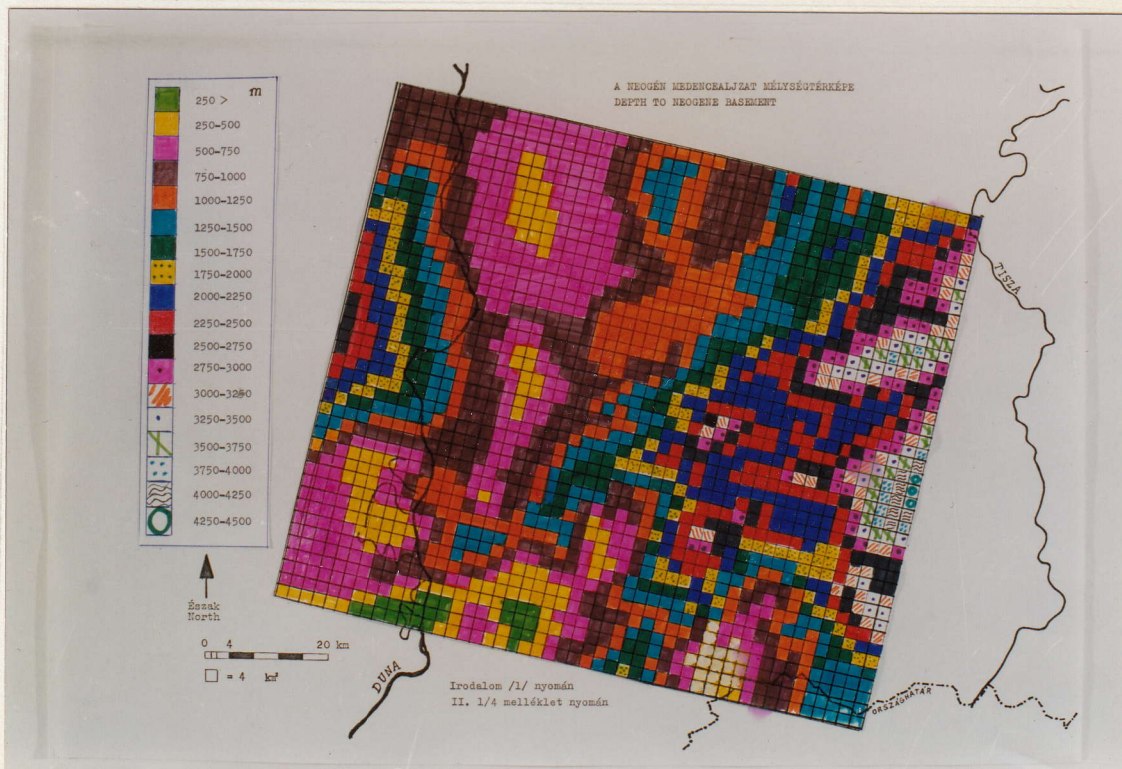 A NEOGÉN MEDENCEALJZAT MÉLYSÉGTÉRKÉPE
DEPTH TO NEOGENE BASEMENT
m
250 >
250-500
500-750
750-1000
1000-1250
1250-1500
1500-1750
1750-2000
2000-2250
2250-2500
2500-2750
2750-3000
3000-3250
3250-3500
3500-3750
3750-4000
4000-4250
4250-4500
Észak
North
0 4 20 km
= 4 km²
TISZA
DUNA
ORSZÁGHATÁR
Irodalom /1/ nyomán
II. 1/4 melléklet nyomán